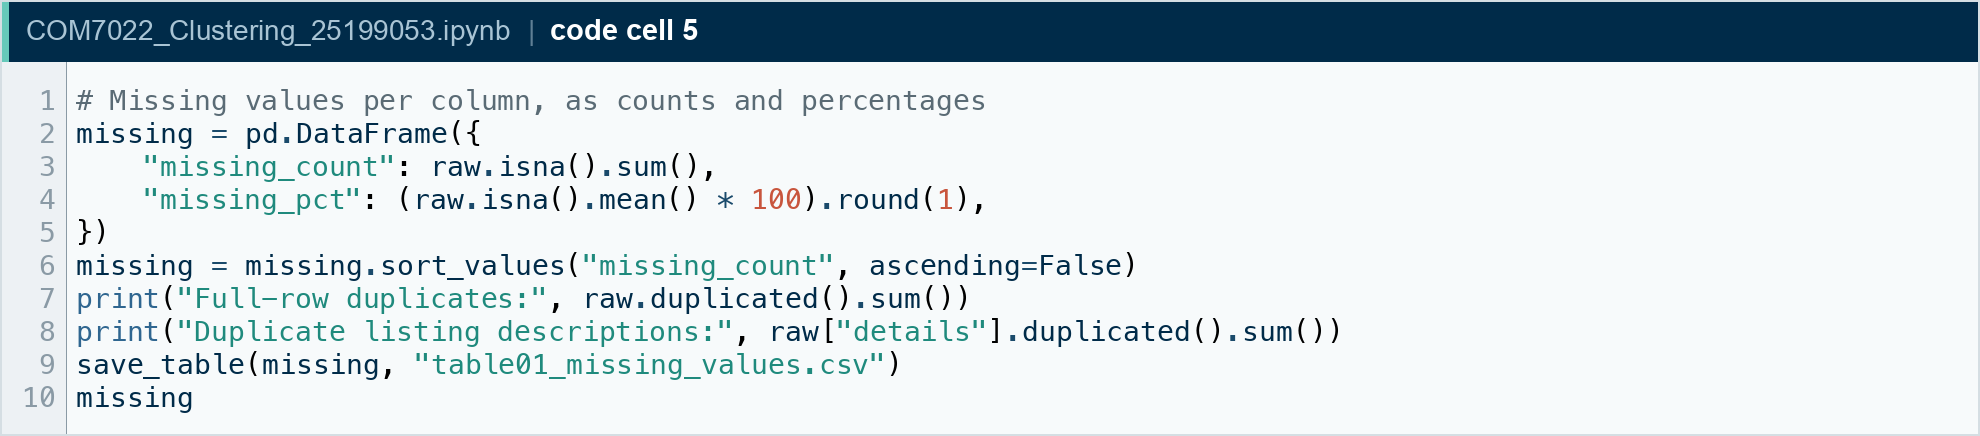 COM7022_Clustering_25199053.ipynb | code cell 5
1 # Missing values per column, as counts and percentages
2 missing = pd.DataFrame({
3     "missing_count": raw.isna().sum(),
4     "missing_pct": (raw.isna().mean() * 100).round(1),
5 })
6 missing = missing.sort_values("missing_count", ascending=False)
7 print("Full-row duplicates:", raw.duplicated().sum())
8 print("Duplicate listing descriptions:", raw["details"].duplicated().sum())
9 save_table(missing, "table01_missing_values.csv")
10 missing